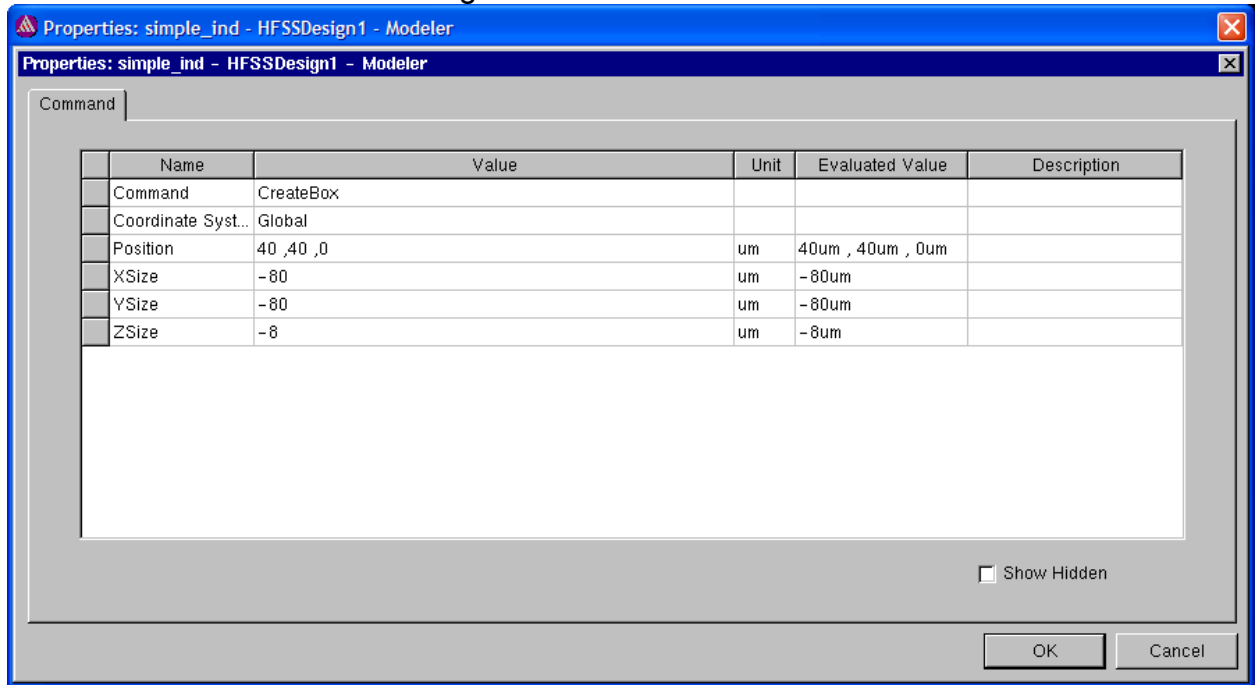 Properties: simple_ind - HFSSDesign1 - Modeler
Properties: simple_ind - HFSSDesign1 - Modeler
Command
Name Value Unit Evaluated Value Description
Command CreateBox
Coordinate Syst... Global
Position 40 ,40 ,0 um 40um , 40um , 0um
XSize -80 um -80um
YSize -80 um -80um
ZSize -8 um -8um
Show Hidden
OK Cancel